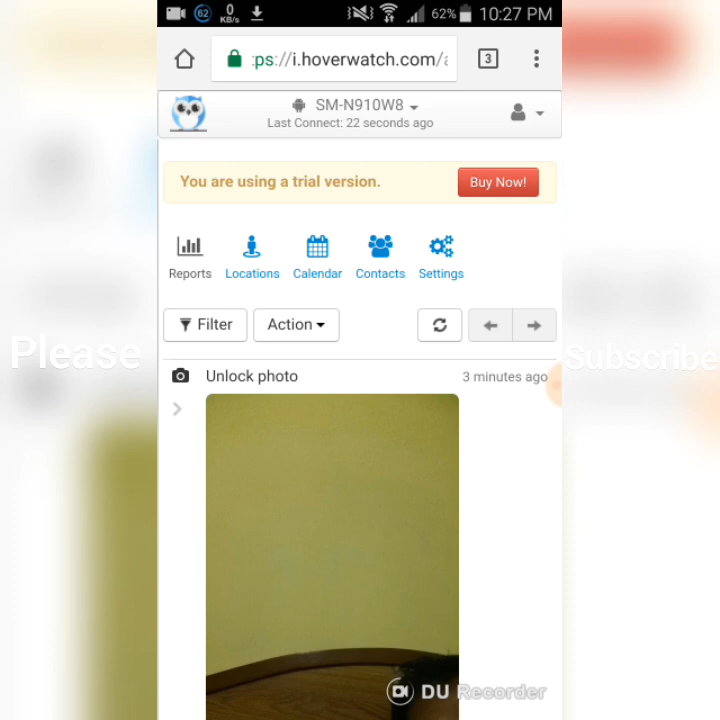 62 0 KB/s 62% 10:27 PM
ps://i.hoverwatch.com/a 3
SM-N910W8
Last Connect: 22 seconds ago
You are using a trial version. Buy Now!
Reports Locations Calendar Contacts Settings
Filter Action
Please Subscribe
Unlock photo 3 minutes ago
DU Recorder